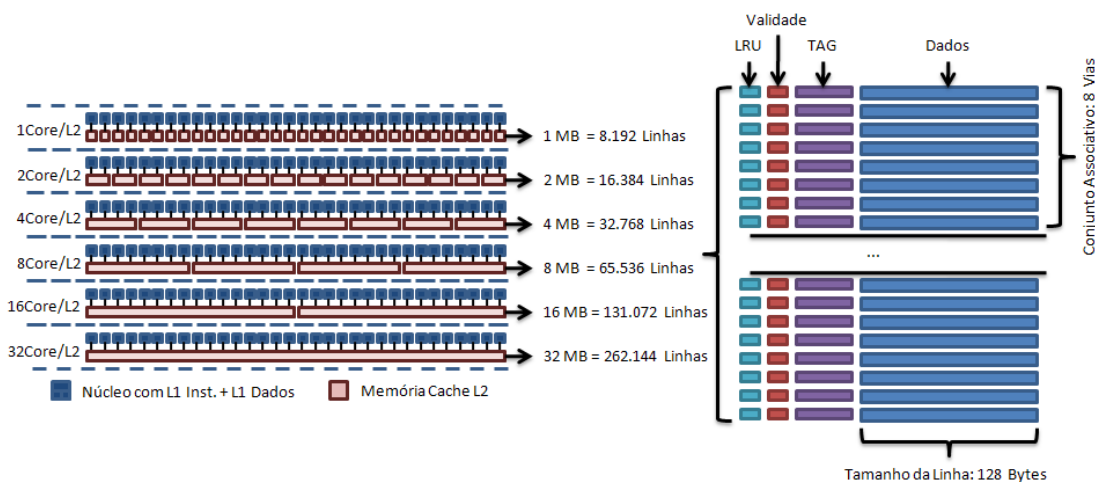 1Core/L2
1 MB = 8.192 Linhas
2Core/L2
2 MB = 16.384 Linhas
4Core/L2
4 MB = 32.768 Linhas
8Core/L2
8 MB = 65.536 Linhas
16Core/L2
16 MB = 131.072 Linhas
32Core/L2
32 MB = 262.144 Linhas
Núcleo com L1 Inst. + L1 Dados
Memória Cache L2
Validade
LRU
TAG
Dados
...
Conjunto Associativo: 8 Vias
Tamanho da Linha: 128 Bytes